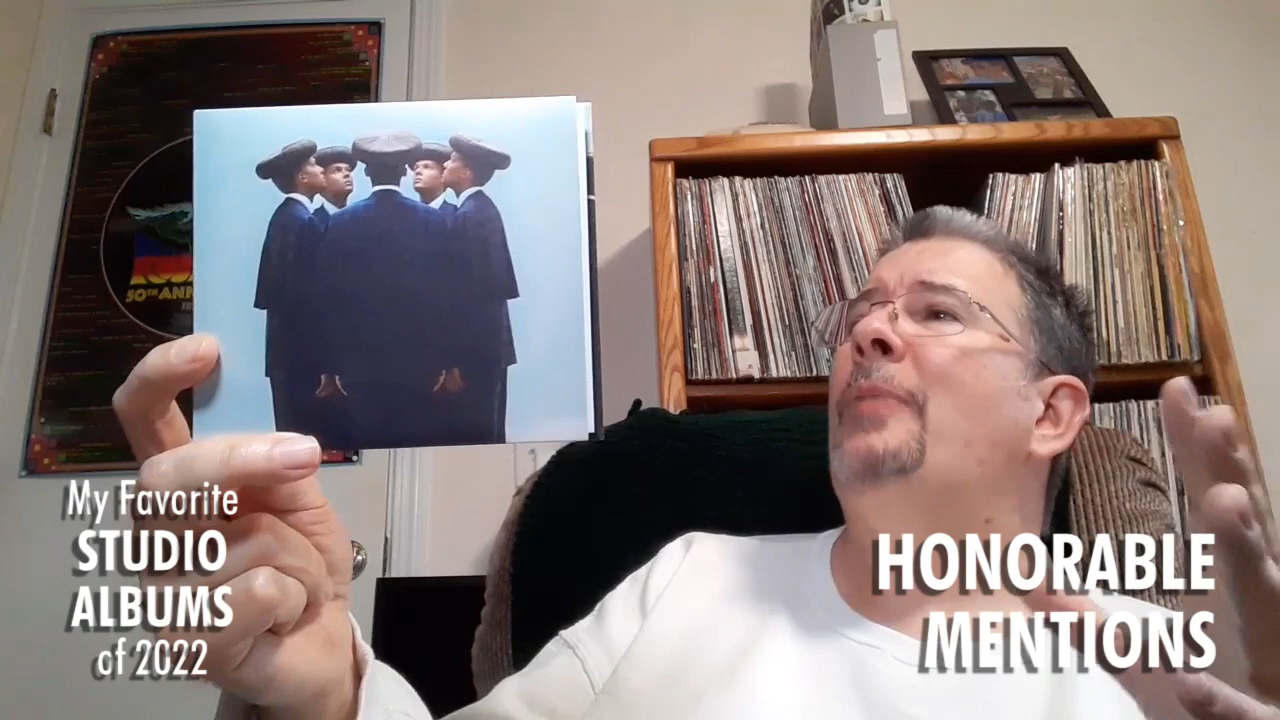 50TH ANN
My Favorite
STUDIO
ALBUMS
of 2022
HONORABLE
MENTIONS